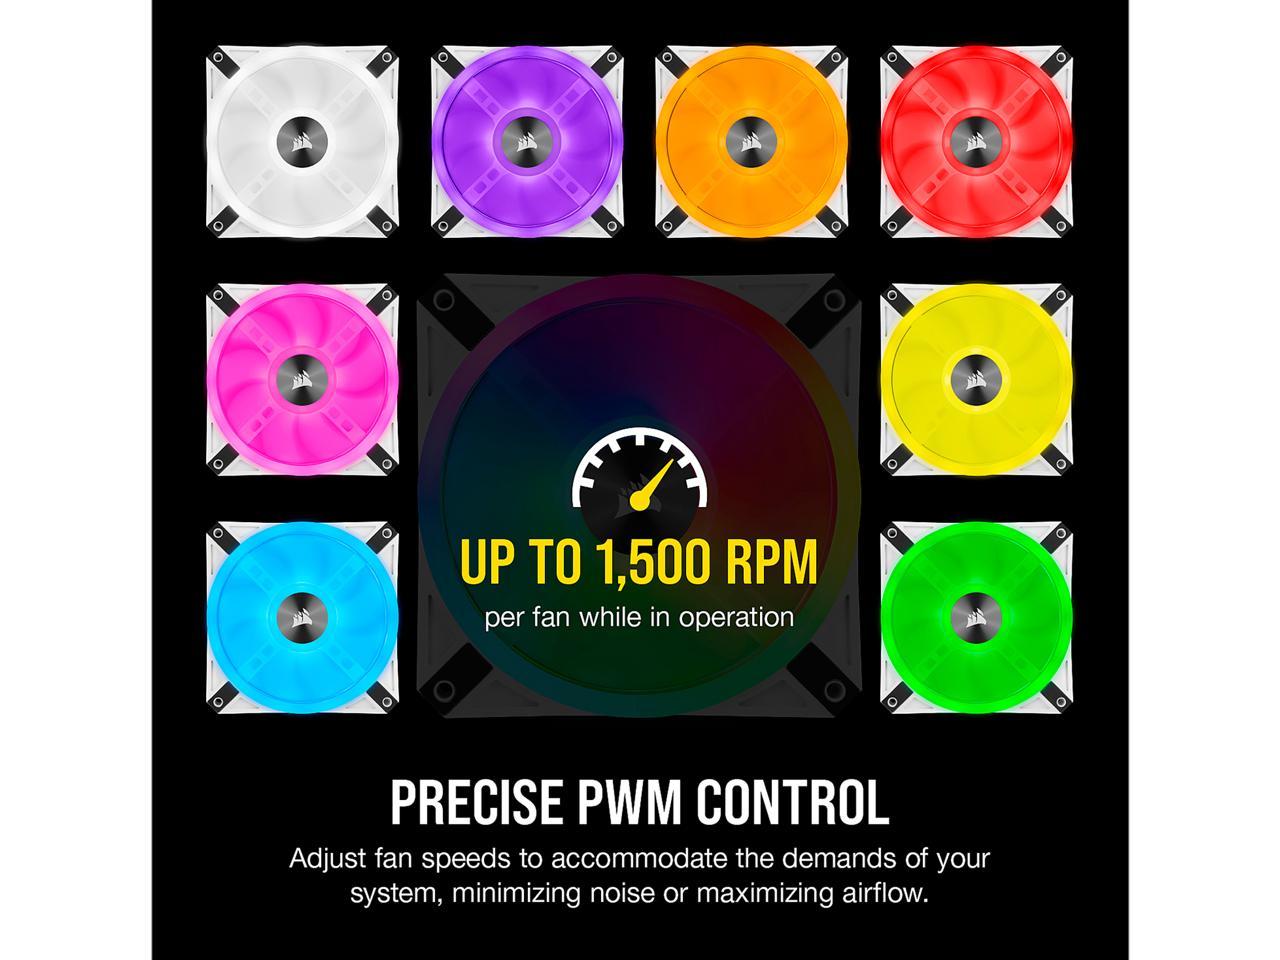 UP TO 1,500 RPM
per fan while in operation
PRECISE PWM CONTROL
Adjust fan speeds to accommodate the demands of your
system, minimizing noise or maximizing airflow.